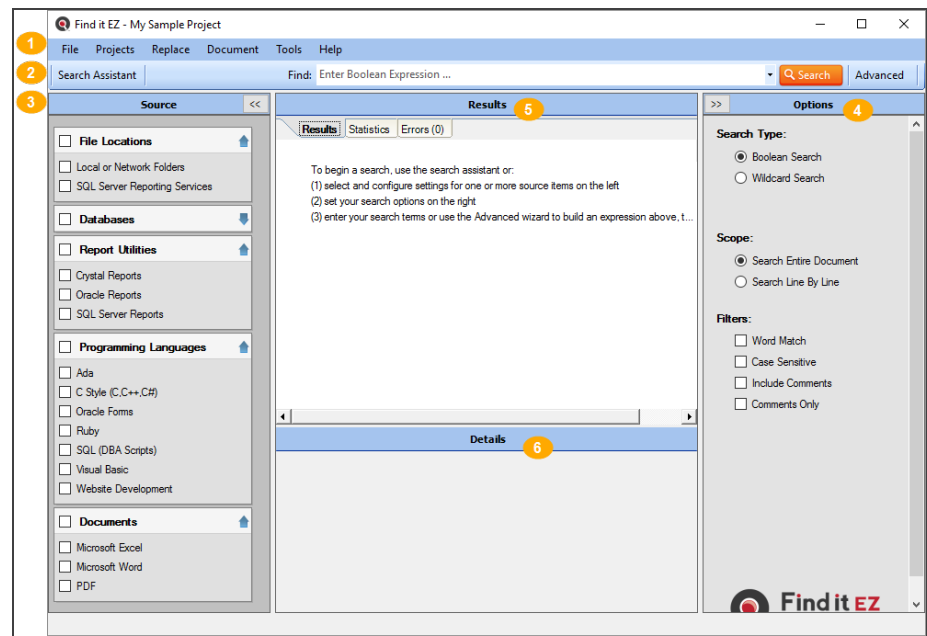 Find it EZ - My Sample Project
1
File Projects Replace Document Tools Help
2
Search Assistant Find: Enter Boolean Expression ... Search Advanced
3
Source <<
File Locations
Local or Network Folders
SQL Server Reporting Services
Databases
Report Utilities
Crystal Reports
Oracle Reports
SQL Server Reports
Programming Languages
Ada
C Style (C,C++,C#)
Oracle Forms
Ruby
SQL (DBA Scripts)
Visual Basic
Website Development
Documents
Microsoft Excel
Microsoft Word
PDF
Results 5
Results Statistics Errors (0)
To begin a search, use the search assistant or:
(1) select and configure settings for one or more source items on the left
(2) set your search options on the right
(3) enter your search terms or use the Advanced wizard to build an expression above, t...
Details
6
>> Options 4
Search Type:
Boolean Search
Wildcard Search
Scope:
Search Entire Document
Search Line By Line
Filters:
Word Match
Case Sensitive
Include Comments
Comments Only
Find it EZ